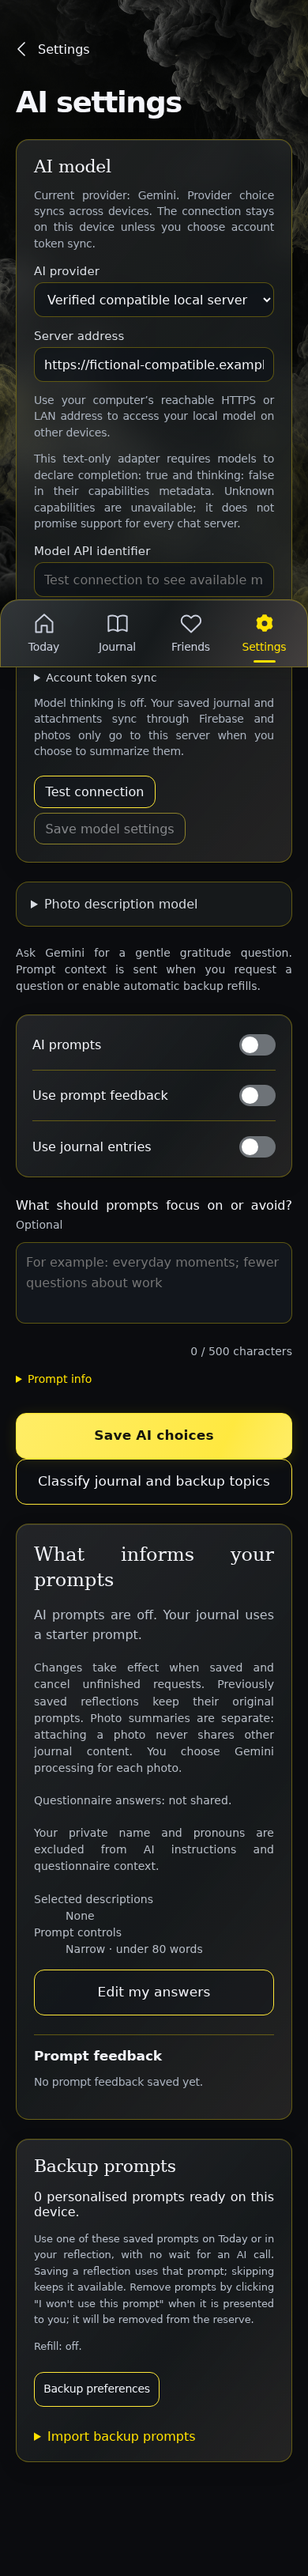 Settings
AI settings
AI model
Current provider: Gemini. Provider choice
syncs across devices. The connection stays
on this device unless you choose account
token sync.
AI provider
Verified compatible local server
Server address
https://fictional-compatible.exampl
Use your computer's reachable HTTPS or
LAN address to access your local model on
other devices.
This text-only adapter requires models to
declare completion: true and thinking: false
in their capabilities metadata. Unknown
capabilities are unavailable; it does not
promise support for every chat server.
Model API identifier
Test connection to see available m
Today
Journal
Friends
Settings
Account token sync
Model thinking is off. Your saved journal and
attachments sync through Firebase and
photos only go to this server when you
choose to summarize them.
Test connection
Save model settings
Photo description model
Ask Gemini for a gentle gratitude question.
Prompt context is sent when you request a
question or enable automatic backup refills.
AI prompts
Use prompt feedback
Use journal entries
What should prompts focus on or avoid?
Optional
For example: everyday moments; fewer
questions about work
0 / 500 characters
Prompt info
Save AI choices
Classify journal and backup topics
What informs your
prompts
AI prompts are off. Your journal uses
a starter prompt.
Changes take effect when saved and
cancel unfinished requests. Previously
saved reflections keep their original
prompts. Photo summaries are separate:
attaching a photo never shares other
journal content. You choose Gemini
processing for each photo.
Questionnaire answers: not shared.
Your private name and pronouns are
excluded from AI instructions and
questionnaire context.
Selected descriptions
None
Prompt controls
Narrow · under 80 words
Edit my answers
Prompt feedback
No prompt feedback saved yet.
Backup prompts
0 personalised prompts ready on this
device.
Use one of these saved prompts on Today or in
your reflection, with no wait for an AI call.
Saving a reflection uses that prompt; skipping
keeps it available. Remove prompts by clicking
"I won't use this prompt" when it is presented
to you; it will be removed from the reserve.
Refill: off.
Backup preferences
Import backup prompts